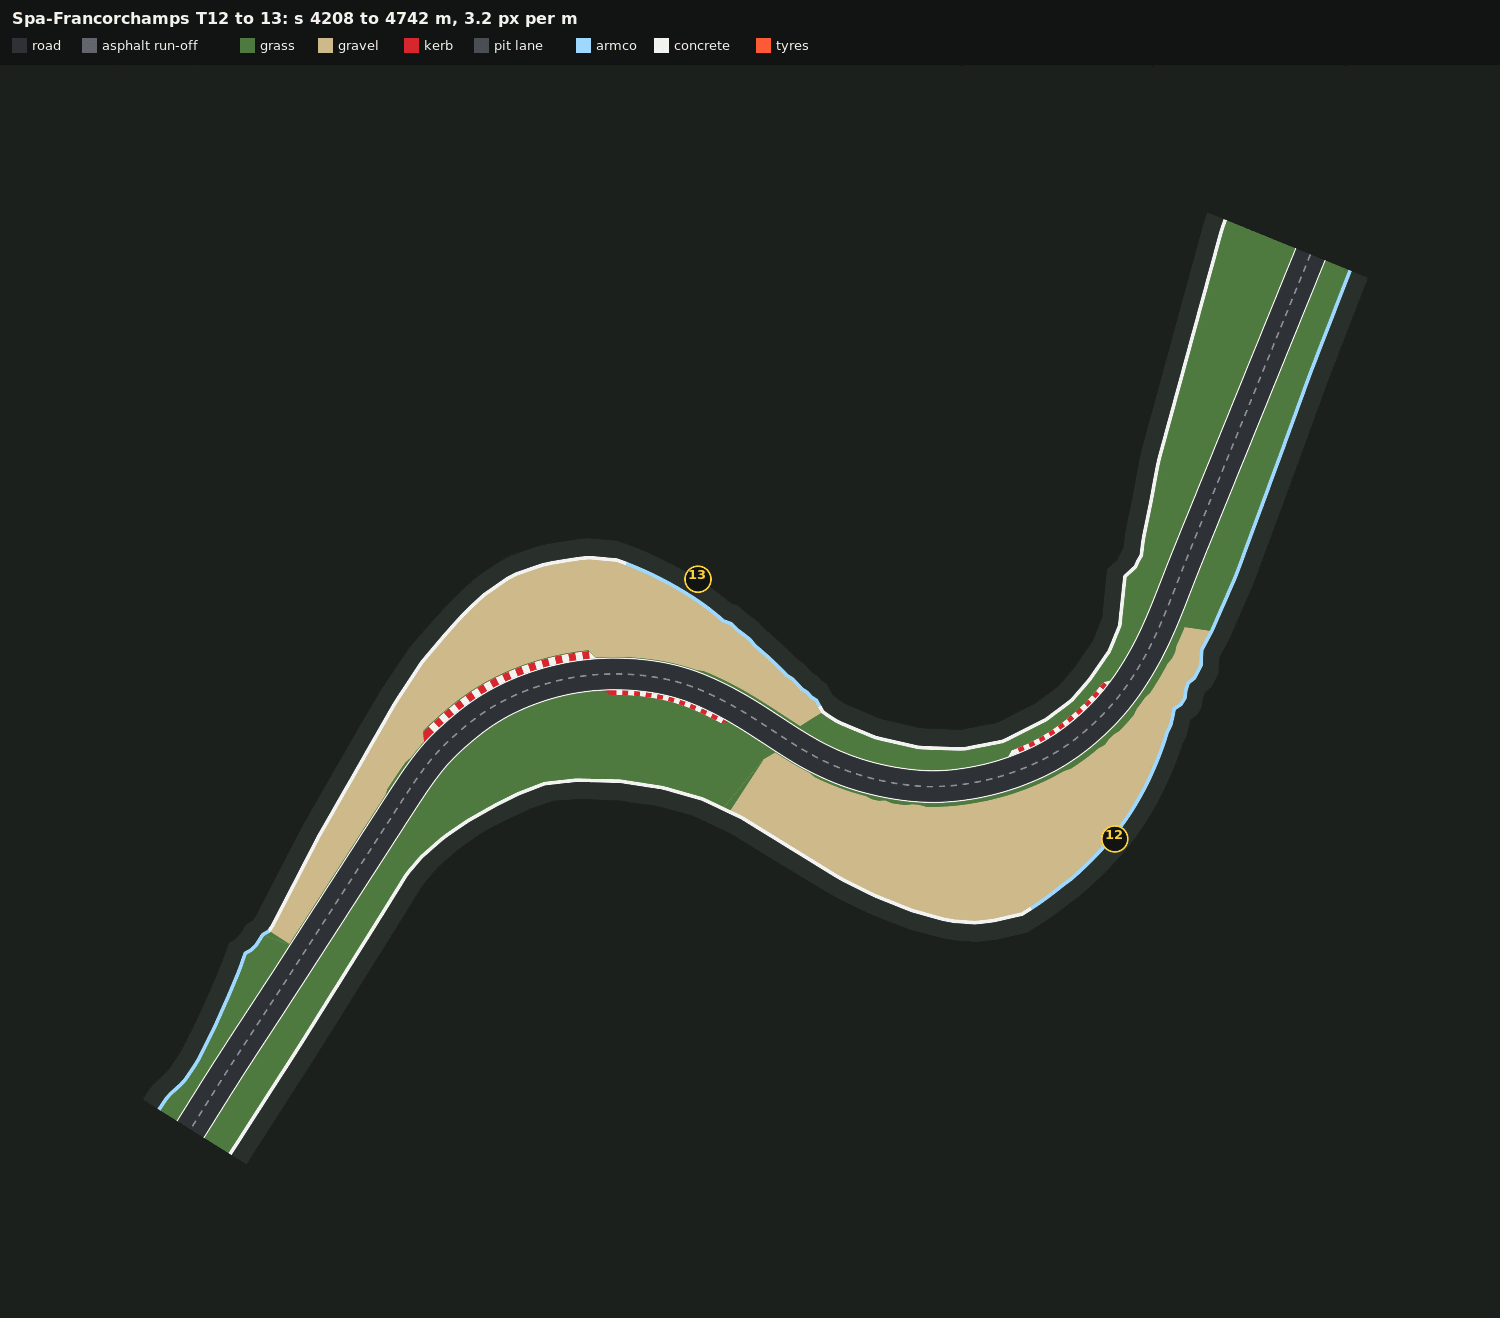 Spa-Francorchamps T12 to 13: s 4208 to 4742 m, 3.2 px per m
road asphalt run-off grass gravel kerb pit lane armco concrete tyres
13
12